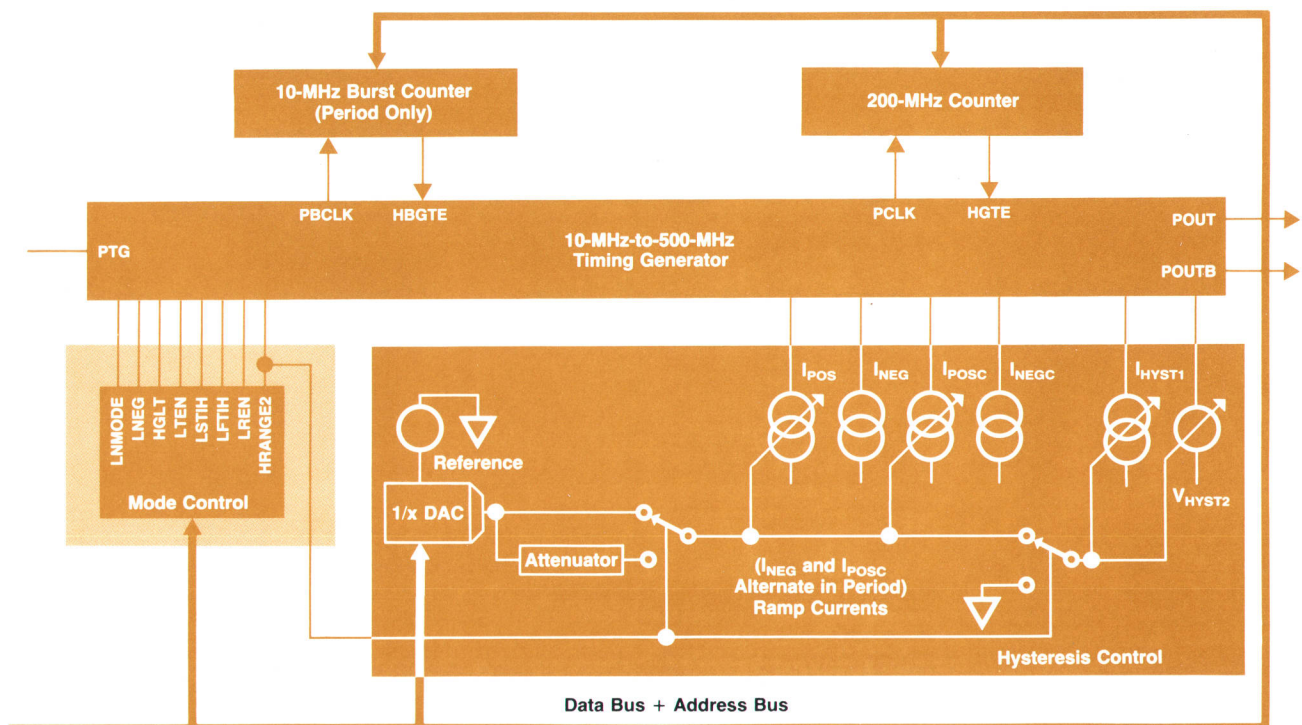 10-MHz Burst Counter
(Period Only)
200-MHz Counter
PBCLK
HBGTE
PCLK
HGTE
POUT
PTG
10-MHz-to-500-MHz
Timing Generator
POUTB
LNMODE
LNEG
HGLT
LTEN
LSTIH
LFTIH
LREN
HRANGE2
Mode Control
IPOS
INEG
IPOSC
INEGC
IHYST1
Reference
VHYST2
1/x DAC
Attenuator
(INEG and IPOSC
Alternate in Period)
Ramp Currents
Hysteresis Control
Data Bus + Address Bus